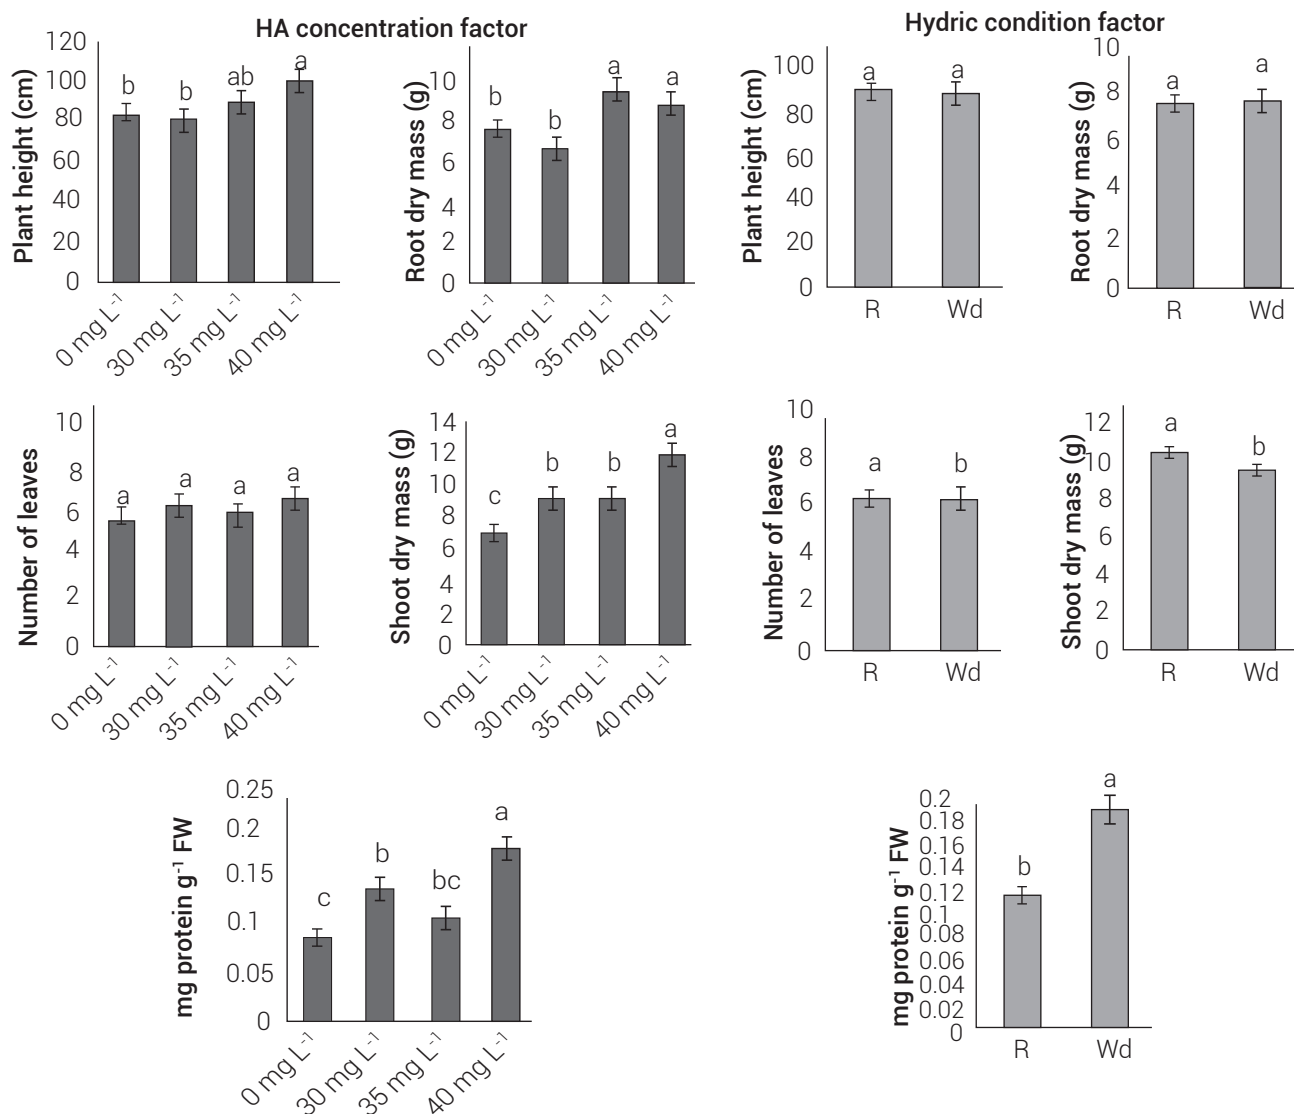 HA concentration factor
Hydric condition factor
Plant height (cm)
120
100
80
60
40
20
0
b
b
ab
a
0 mg L⁻¹
30 mg L⁻¹
35 mg L⁻¹
40 mg L⁻¹
Root dry mass (g)
10
8
6
4
2
0
b
b
a
a
0 mg L⁻¹
30 mg L⁻¹
35 mg L⁻¹
40 mg L⁻¹
Plant height (cm)
100
80
60
40
20
0
a
a
R
Wd
Root dry mass (g)
10
8
6
4
2
0
a
a
R
Wd
Number of leaves
10
8
6
4
2
0
a
a
a
a
0 mg L⁻¹
30 mg L⁻¹
35 mg L⁻¹
40 mg L⁻¹
Shoot dry mass (g)
14
12
10
8
6
4
2
0
c
b
b
a
0 mg L⁻¹
30 mg L⁻¹
35 mg L⁻¹
40 mg L⁻¹
Number of leaves
10
8
6
4
2
0
a
b
R
Wd
Shoot dry mass (g)
12
10
8
6
4
2
0
a
b
R
Wd
mg protein g⁻¹ FW
0.25
0.2
0.15
0.1
0.05
0
c
b
bc
a
0 mg L⁻¹
30 mg L⁻¹
35 mg L⁻¹
40 mg L⁻¹
mg protein g⁻¹ FW
0.2
0.18
0.16
0.14
0.12
0.1
0.08
0.06
0.04
0.02
0
b
a
R
Wd